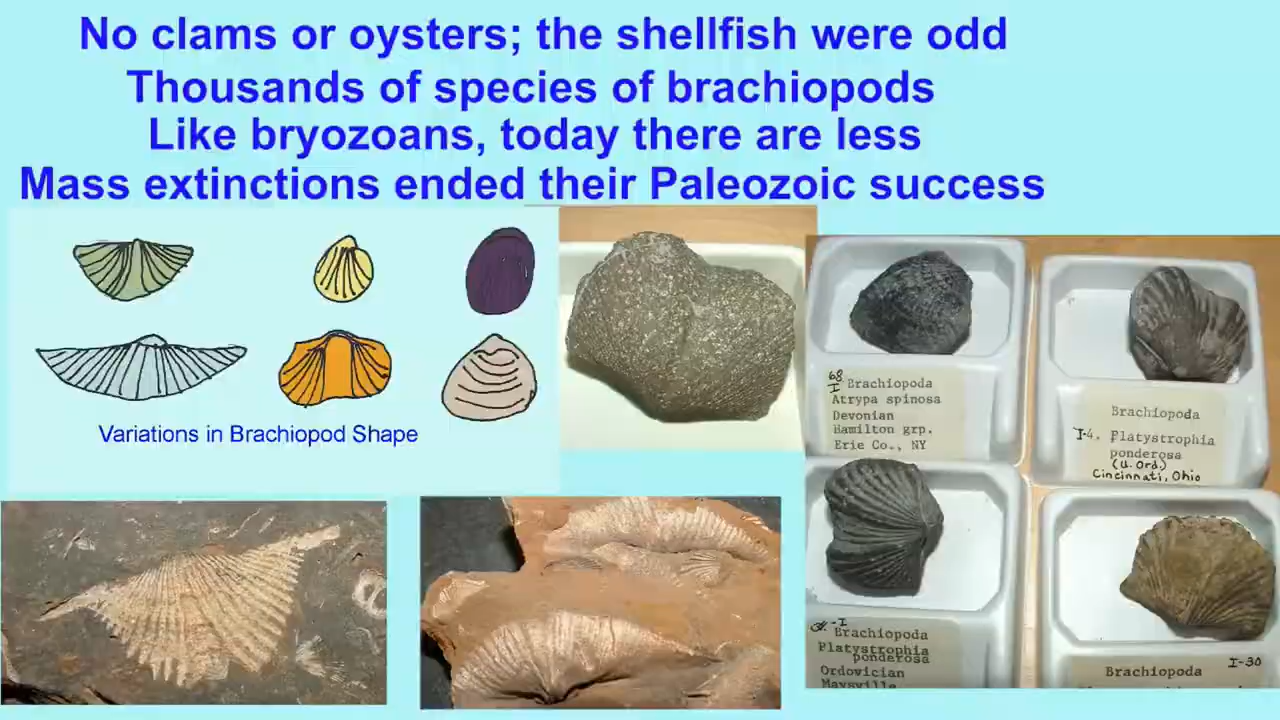 No clams or oysters; the shellfish were odd
Thousands of species of brachiopods
Like bryozoans, today there are less
Mass extinctions ended their Paleozoic success
Variations in Brachiopod Shape
68.
I
Brachiopoda
Atrypa spinosa
Devonian
Hamilton grp.
Erie Co., NY
Brachiopoda
I-4. Platystrophia
ponderosa
(U. Ord.)
Cincinnati, Ohio
-I
Brachiopoda
Platystrophia
ponderosa
Ordovician
Maysville
I-30
Brachiopoda